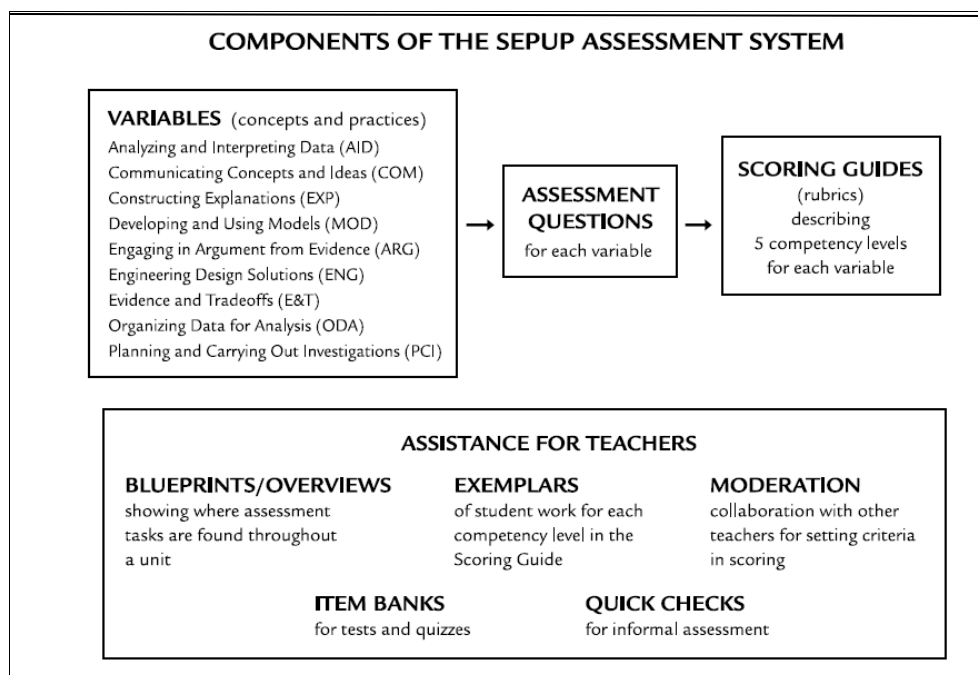 COMPONENTS OF THE SEPUP ASSESSMENT SYSTEM
VARIABLES (concepts and practices)
Analyzing and Interpreting Data (AID)
Communicating Concepts and Ideas (COM)
Constructing Explanations (EXP)
Developing and Using Models (MOD)
Engaging in Argument from Evidence (ARG)
Engineering Design Solutions (ENG)
Evidence and Tradeoffs (E&T)
Organizing Data for Analysis (ODA)
Planning and Carrying Out Investigations (PCI)
ASSESSMENT
QUESTIONS
for each variable
SCORING GUIDES
(rubrics)
describing
5 competency levels
for each variable
ASSISTANCE FOR TEACHERS
BLUEPRINTS/OVERVIEWS
showing where assessment
tasks are found throughout
a unit
EXEMPLARS
of student work for each
competency level in the
Scoring Guide
MODERATION
collaboration with other
teachers for setting criteria
in scoring
ITEM BANKS
for tests and quizzes
QUICK CHECKS
for informal assessment